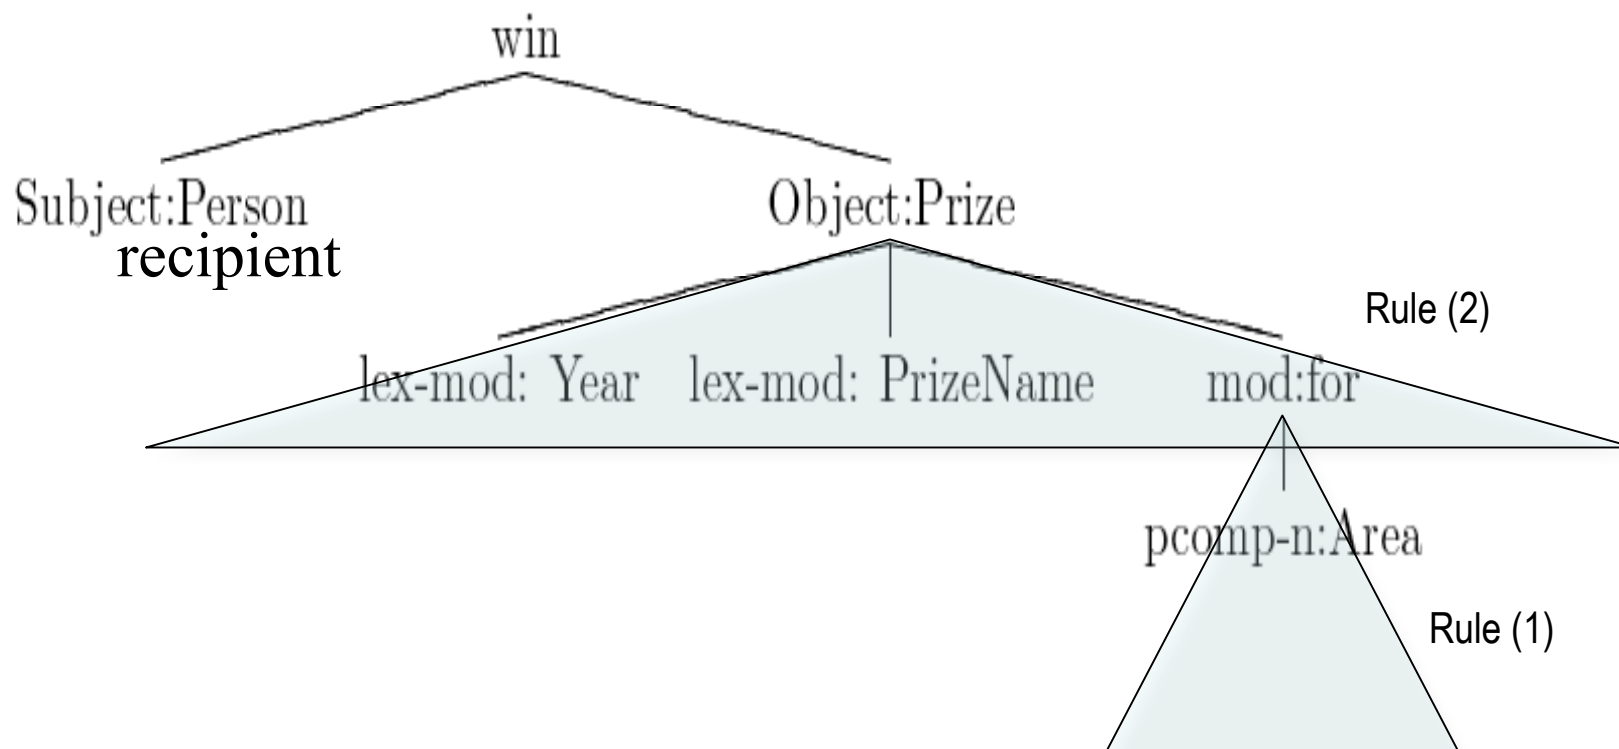 win
Subject:Person
Object:Prize
recipient
Rule (2)
lex-mod: Year
lex-mod: PrizeName
mod:for
pcomp-n:Area
Rule (1)